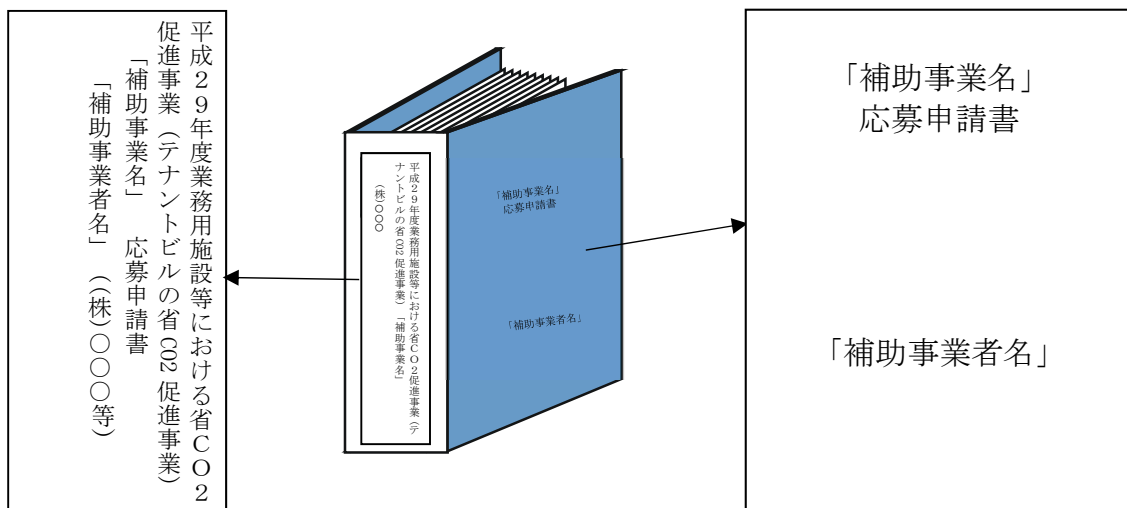 平成２９年度業務用施設等における省ＣＯ２
促進事業（テナントビルの省 CO2 促進事業）
「補助事業名」　応募申請書
「補助事業者名」（（株）〇〇〇等）
平成２９年度業務用施設等における省ＣＯ２促進事業（テ
ナントビルの省 CO2 促進事業）「補助事業名」
（株）〇〇〇
「補助事業名」
応募申請書
「補助事業者名」
「補助事業名」
応募申請書
「補助事業者名」